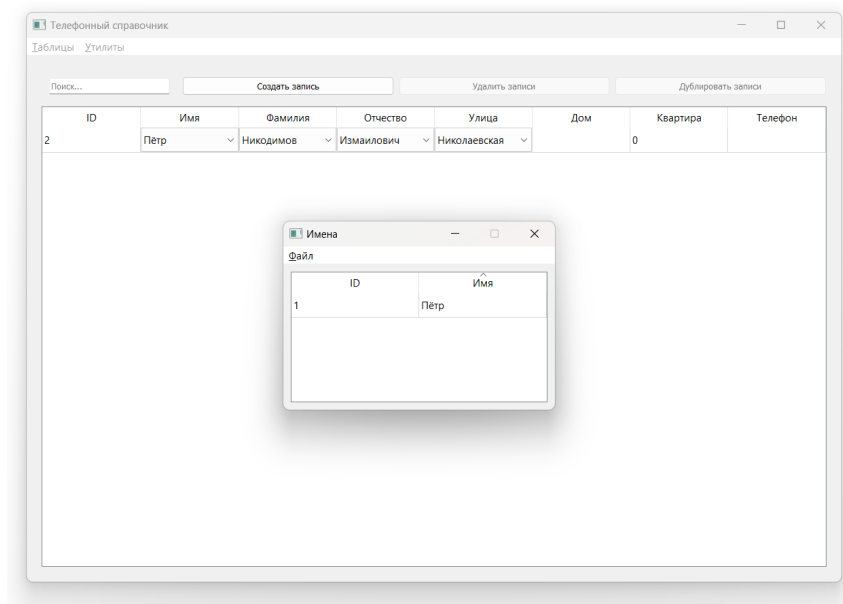 Телефонный справочник
Таблицы Утилиты
Поиск... Создать запись Удалить записи Дублировать записи
ID Имя Фамилия Отчество Улица Дом Квартира Телефон
2 Пётр Никодимов Измаилович Николаевская 0
Имена
Файл
ID Имя
1 Пётр